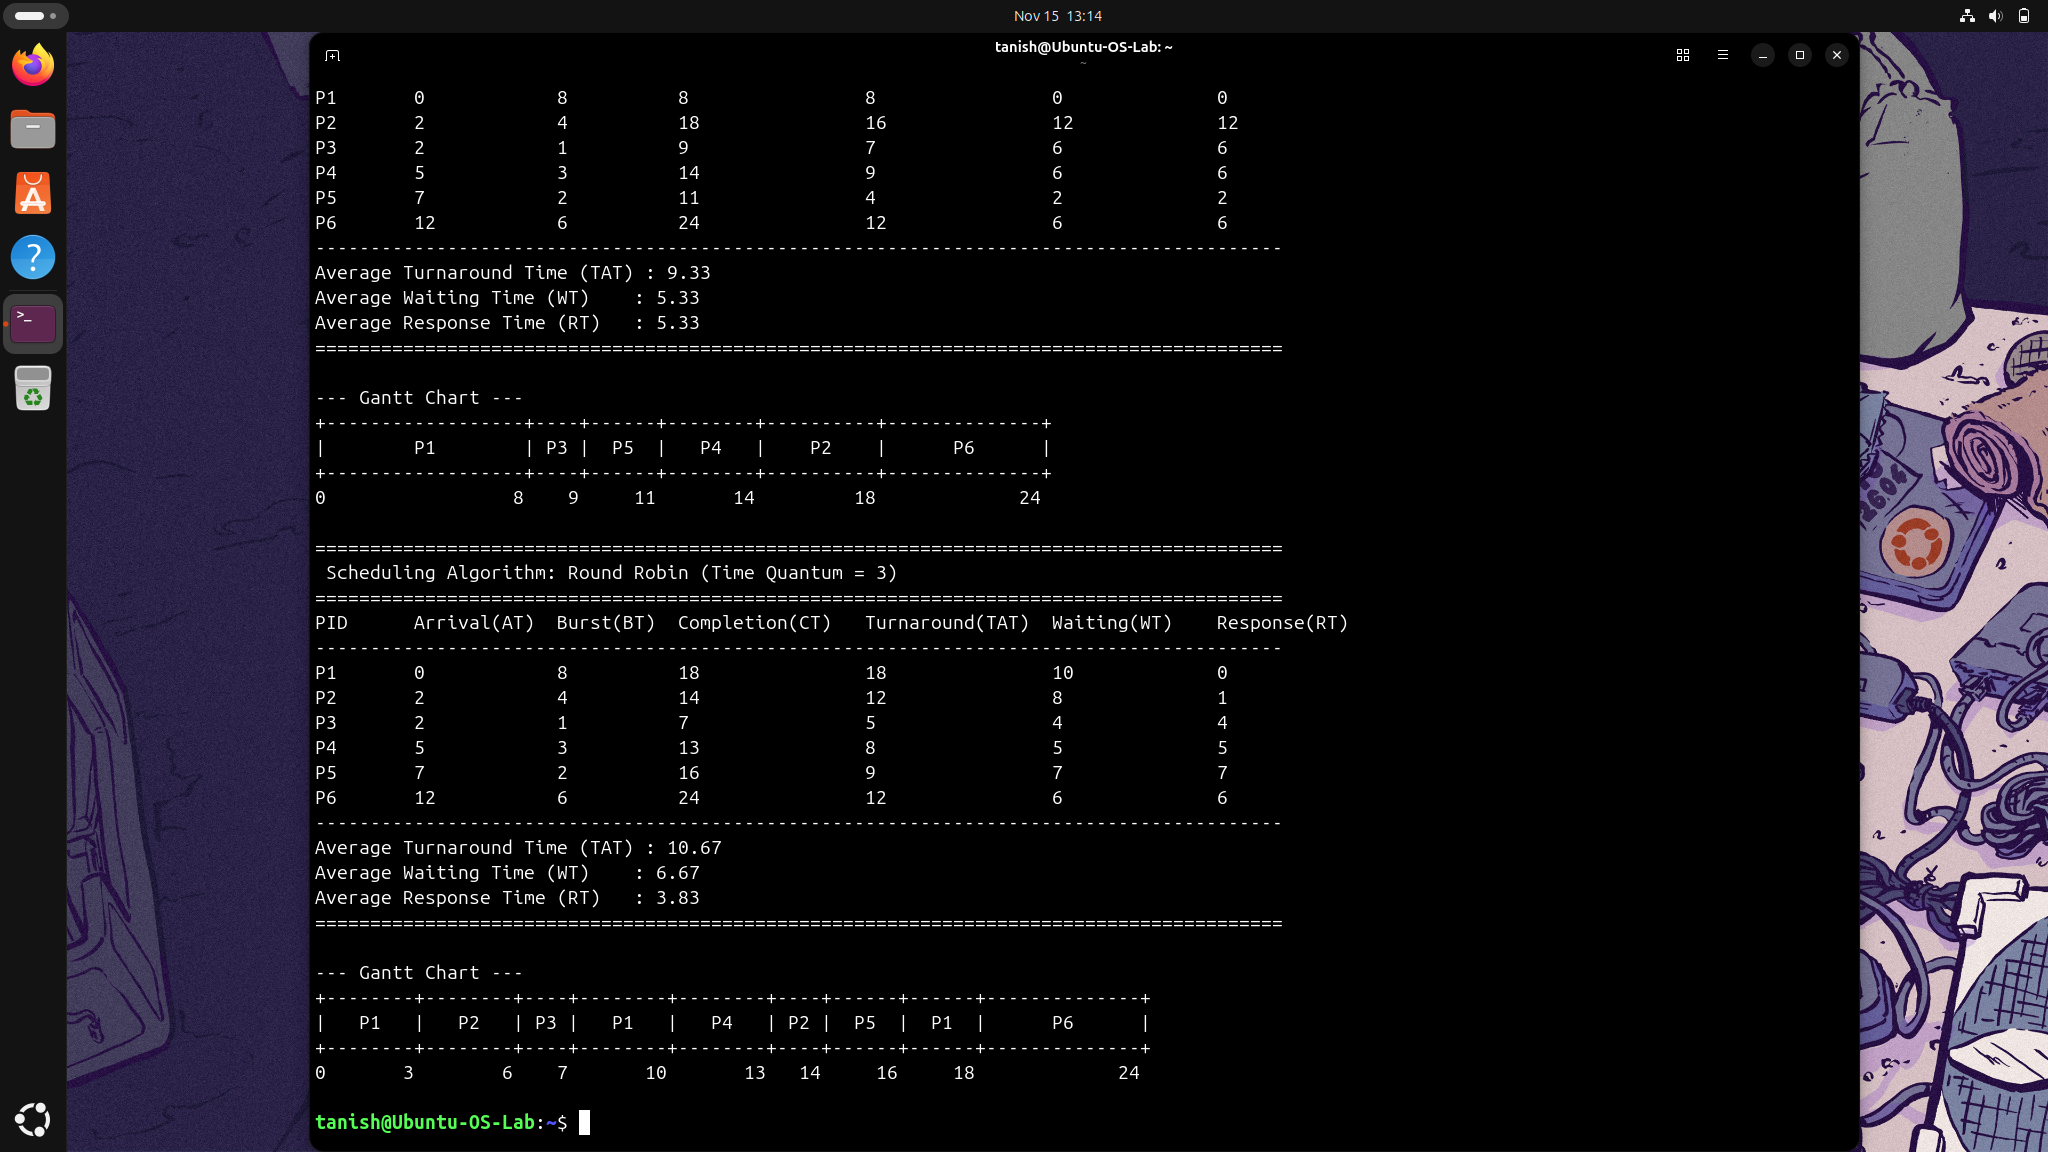 Nov 15 13:14
tanish@Ubuntu-OS-Lab: ~
~
P1 0 8 8 8 0 0
P2 2 4 18 16 12 12
P3 2 1 9 7 6 6
P4 5 3 14 9 6 6
P5 7 2 11 4 2 2
P6 12 6 24 12 6 6
----------------------------------------------------------------------------------------
Average Turnaround Time (TAT) : 9.33
Average Waiting Time (WT)    : 5.33
Average Response Time (RT)   : 5.33
========================================================================================
--- Gantt Chart ---
+------------------+----+------+--------+----------+--------------+
|        P1        | P3 |  P5  |   P4   |    P2    |      P6      |
+------------------+----+------+--------+----------+--------------+
0                 8    9     11       14         18             24
========================================================================================
Scheduling Algorithm: Round Robin (Time Quantum = 3)
========================================================================================
PID Arrival(AT) Burst(BT) Completion(CT) Turnaround(TAT) Waiting(WT) Response(RT)
----------------------------------------------------------------------------------------
P1 0 8 18 18 10 0
P2 2 4 14 12 8 1
P3 2 1 7 5 4 4
P4 5 3 13 8 5 5
P5 7 2 16 9 7 7
P6 12 6 24 12 6 6
----------------------------------------------------------------------------------------
Average Turnaround Time (TAT) : 10.67
Average Waiting Time (WT)    : 6.67
Average Response Time (RT)   : 3.83
========================================================================================
--- Gantt Chart ---
+--------+--------+----+--------+--------+----+------+------+--------------+
|   P1   |   P2   | P3 |   P1   |   P4   | P2 |  P5  |  P1  |      P6      |
+--------+--------+----+--------+--------+----+------+------+--------------+
0       3        6    7       10       13   14     16     18             24
tanish@Ubuntu-OS-Lab:~$
2604